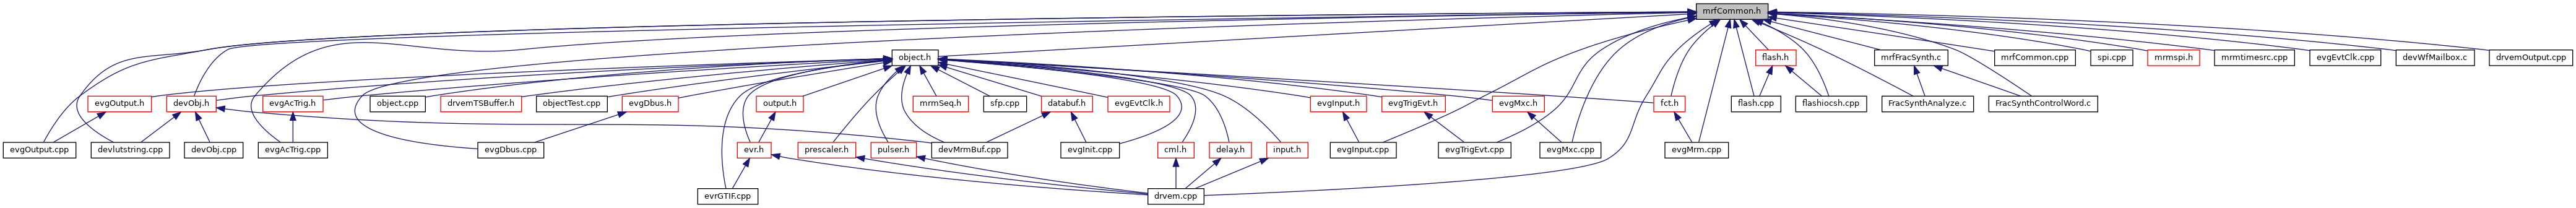 mrfCommon.h
object.h
flash.h
mrfFracSynth.c
mrfCommon.cpp
spi.cpp
mrmspi.h
mrmtimesrc.cpp
evgEvtClk.cpp
devWfMailbox.c
drvemOutput.cpp
evgOutput.h
devObj.h
evgAcTrig.h
object.cpp
drvemTSBuffer.h
objectTest.cpp
evgDbus.h
output.h
mrmSeq.h
sfp.cpp
databuf.h
evgEvtClk.h
evgInput.h
evgTrigEvt.h
evgMxc.h
fct.h
flash.cpp
flashiocsh.cpp
FracSynthAnalyze.c
FracSynthControlWord.c
evgOutput.cpp
devlutstring.cpp
devObj.cpp
evgAcTrig.cpp
evgDbus.cpp
evr.h
prescaler.h
pulser.h
devMrmBuf.cpp
evgInit.cpp
cml.h
delay.h
input.h
evgInput.cpp
evgTrigEvt.cpp
evgMxc.cpp
evgMrm.cpp
evrGTIF.cpp
drvem.cpp